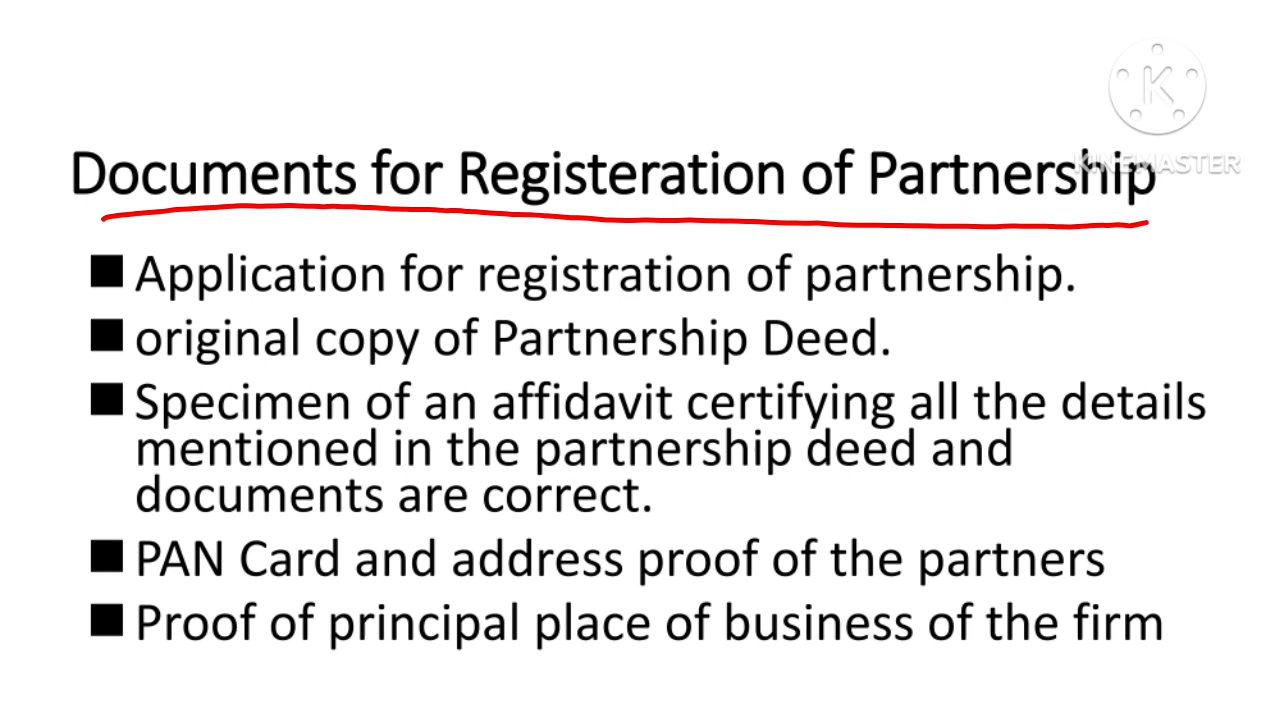 K
KINEMASTER
Documents for Registeration of Partnership
■ Application for registration of partnership.
■ original copy of Partnership Deed.
■ Specimen of an affidavit certifying all the details
mentioned in the partnership deed and
documents are correct.
■ PAN Card and address proof of the partners
■ Proof of principal place of business of the firm